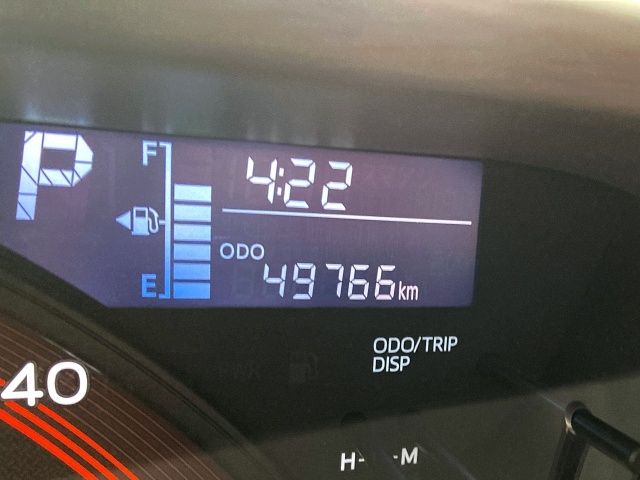 P
F
4:22
E
ODO
49766km
ODO/TRIP
DISP
40
H- -M